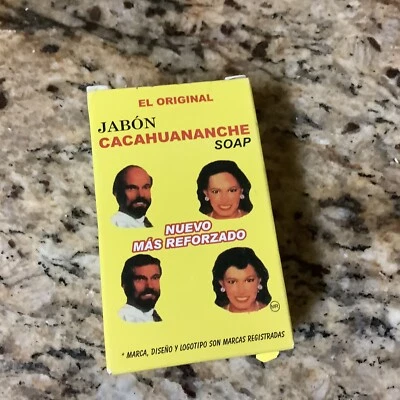 EL ORIGINAL
JABÓN
CACAHUANANCHE
SOAP
NUEVO
MÁS REFORZADO
* MARCA, DISEÑO Y LOGOTIPO SON MARCAS REGISTRADAS